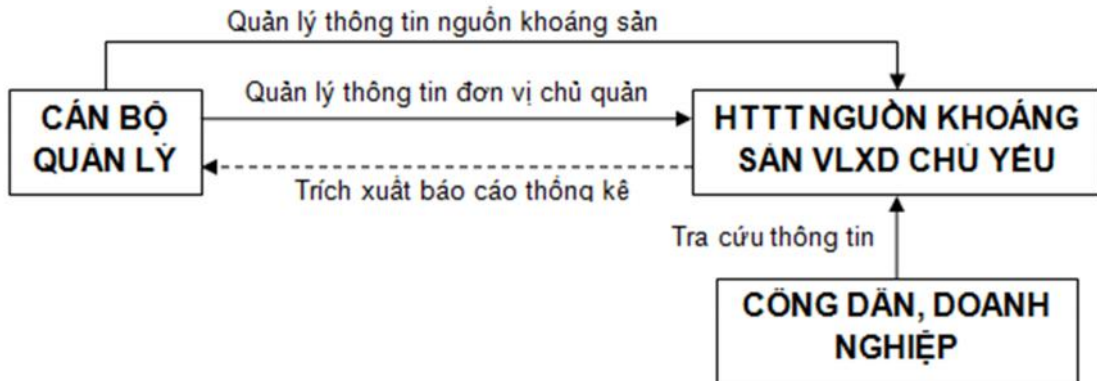 Quản lý thông tin nguồn khoáng sản
Quản lý thông tin đơn vị chủ quản
CÁN BỘ
QUẢN LÝ
HTTT NGUỒN KHOÁNG
SẢN VLXD CHỦ YẾU
Trích xuất báo cáo thống kê
Tra cứu thông tin
CÔNG DÂN, DOANH
NGHIỆP